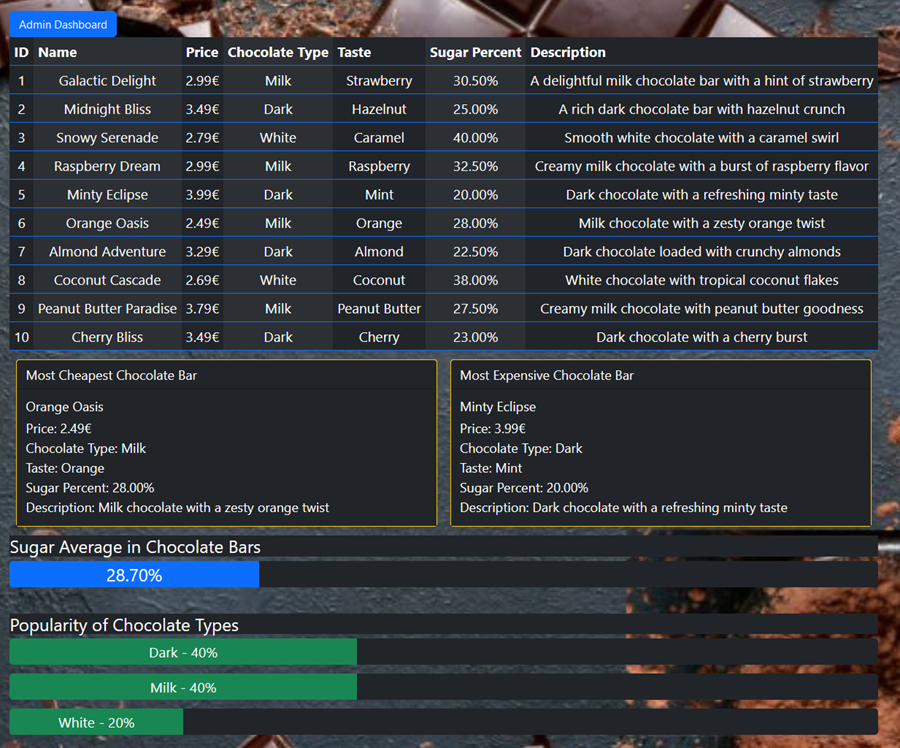 Admin Dashboard
ID Name Price Chocolate Type Taste Sugar Percent Description
1 Galactic Delight 2.99€ Milk Strawberry 30.50% A delightful milk chocolate bar with a hint of strawberry
2 Midnight Bliss 3.49€ Dark Hazelnut 25.00% A rich dark chocolate bar with hazelnut crunch
3 Snowy Serenade 2.79€ White Caramel 40.00% Smooth white chocolate with a caramel swirl
4 Raspberry Dream 2.99€ Milk Raspberry 32.50% Creamy milk chocolate with a burst of raspberry flavor
5 Minty Eclipse 3.99€ Dark Mint 20.00% Dark chocolate with a refreshing minty taste
6 Orange Oasis 2.49€ Milk Orange 28.00% Milk chocolate with a zesty orange twist
7 Almond Adventure 3.29€ Dark Almond 22.50% Dark chocolate loaded with crunchy almonds
8 Coconut Cascade 2.69€ White Coconut 38.00% White chocolate with tropical coconut flakes
9 Peanut Butter Paradise 3.79€ Milk Peanut Butter 27.50% Creamy milk chocolate with peanut butter goodness
10 Cherry Bliss 3.49€ Dark Cherry 23.00% Dark chocolate with a cherry burst
Most Cheapest Chocolate Bar
Orange Oasis
Price: 2.49€
Chocolate Type: Milk
Taste: Orange
Sugar Percent: 28.00%
Description: Milk chocolate with a zesty orange twist
Most Expensive Chocolate Bar
Minty Eclipse
Price: 3.99€
Chocolate Type: Dark
Taste: Mint
Sugar Percent: 20.00%
Description: Dark chocolate with a refreshing minty taste
Sugar Average in Chocolate Bars
28.70%
Popularity of Chocolate Types
Dark - 40%
Milk - 40%
White - 20%